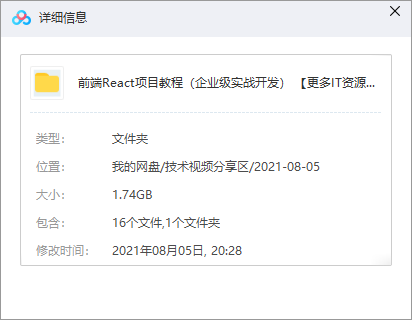 详细信息
前端React项目教程（企业级实战开发） 【更多IT资源...
类型： 文件夹
位置： 我的网盘/技术视频分享区/2021-08-05
大小： 1.74GB
包含： 16个文件,1个文件夹
修改时间： 2021年08月05日, 20:28